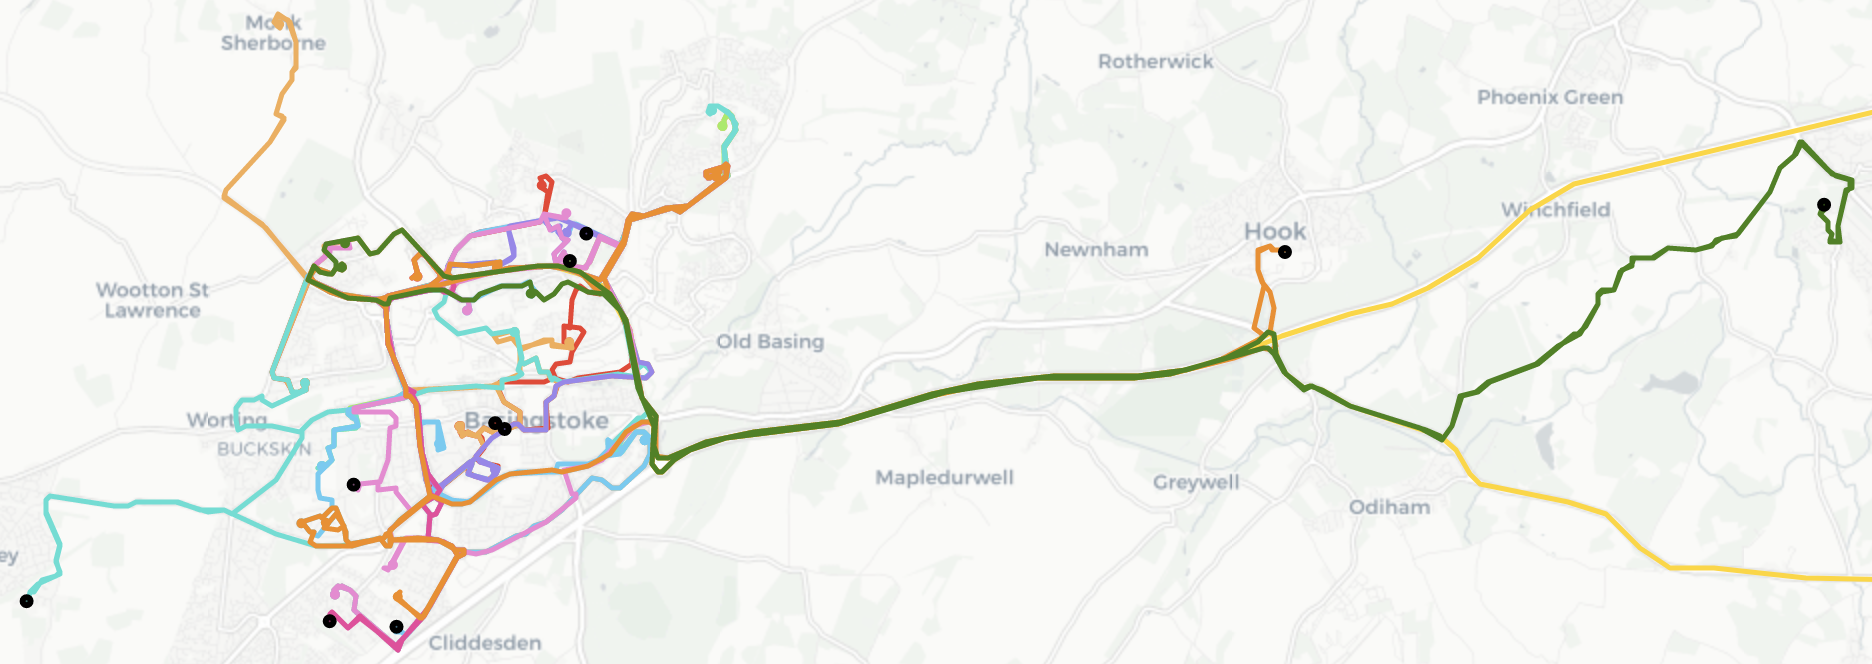 Monk
Sherborne
Rotherwick
Phoenix Green
Winchfield
Hook
Newnham
Wootton St
Lawrence
Old Basing
Worting
Basingstoke
BUCKSKIN
Mapledurwell
Greywell
Odiham
ey
Cliddesden